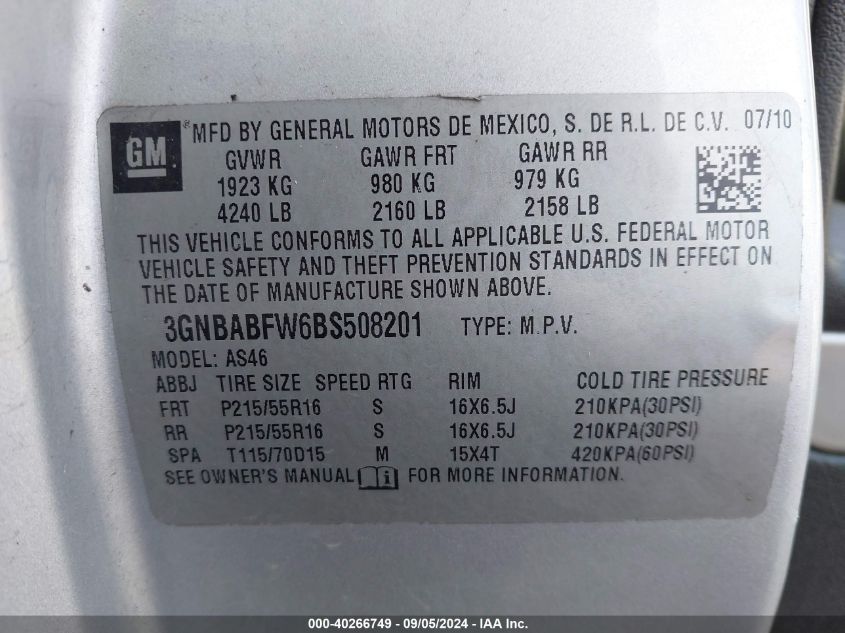 GM
® MFD BY GENERAL MOTORS DE MEXICO, S. DE R.L. DE C.V. 07/10
GVWR GAWR FRT GAWR RR
1923 KG 980 KG 979 KG
4240 LB 2160 LB 2158 LB
THIS VEHICLE CONFORMS TO ALL APPLICABLE U.S. FEDERAL MOTOR
VEHICLE SAFETY AND THEFT PREVENTION STANDARDS IN EFFECT ON
THE DATE OF MANUFACTURE SHOWN ABOVE.
3GNBABFW6BS508201 TYPE: M.P.V.
MODEL: AS46
ABBJ TIRE SIZE SPEED RTG RIM COLD TIRE PRESSURE
FRT P215/55R16 S 16X6.5J 210KPA(30PSI)
RR P215/55R16 S 16X6.5J 210KPA(30PSI)
SPA T115/70D15 M 15X4T 420KPA(60PSI)
SEE OWNER'S MANUAL i FOR MORE INFORMATION.
000-40266749 - 09/05/2024 - IAA Inc.